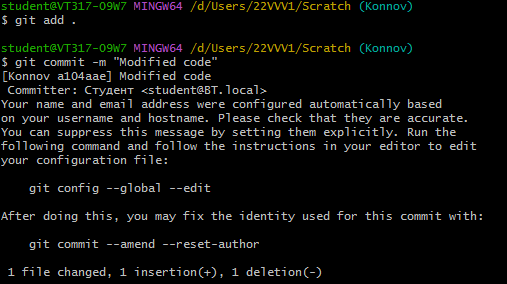 student@VT317-09W7 MINGW64 /d/Users/22VVV1/Scratch (Konnov)
$ git add .
student@VT317-09W7 MINGW64 /d/Users/22VVV1/Scratch (Konnov)
$ git commit -m "Modified code"
[Konnov a104aae] Modified code
Committer: Студент <student@BT.local>
Your name and email address were configured automatically based
on your username and hostname. Please check that they are accurate.
You can suppress this message by setting them explicitly. Run the
following command and follow the instructions in your editor to edit
your configuration file:
git config --global --edit
After doing this, you may fix the identity used for this commit with:
git commit --amend --reset-author
1 file changed, 1 insertion(+), 1 deletion(-)